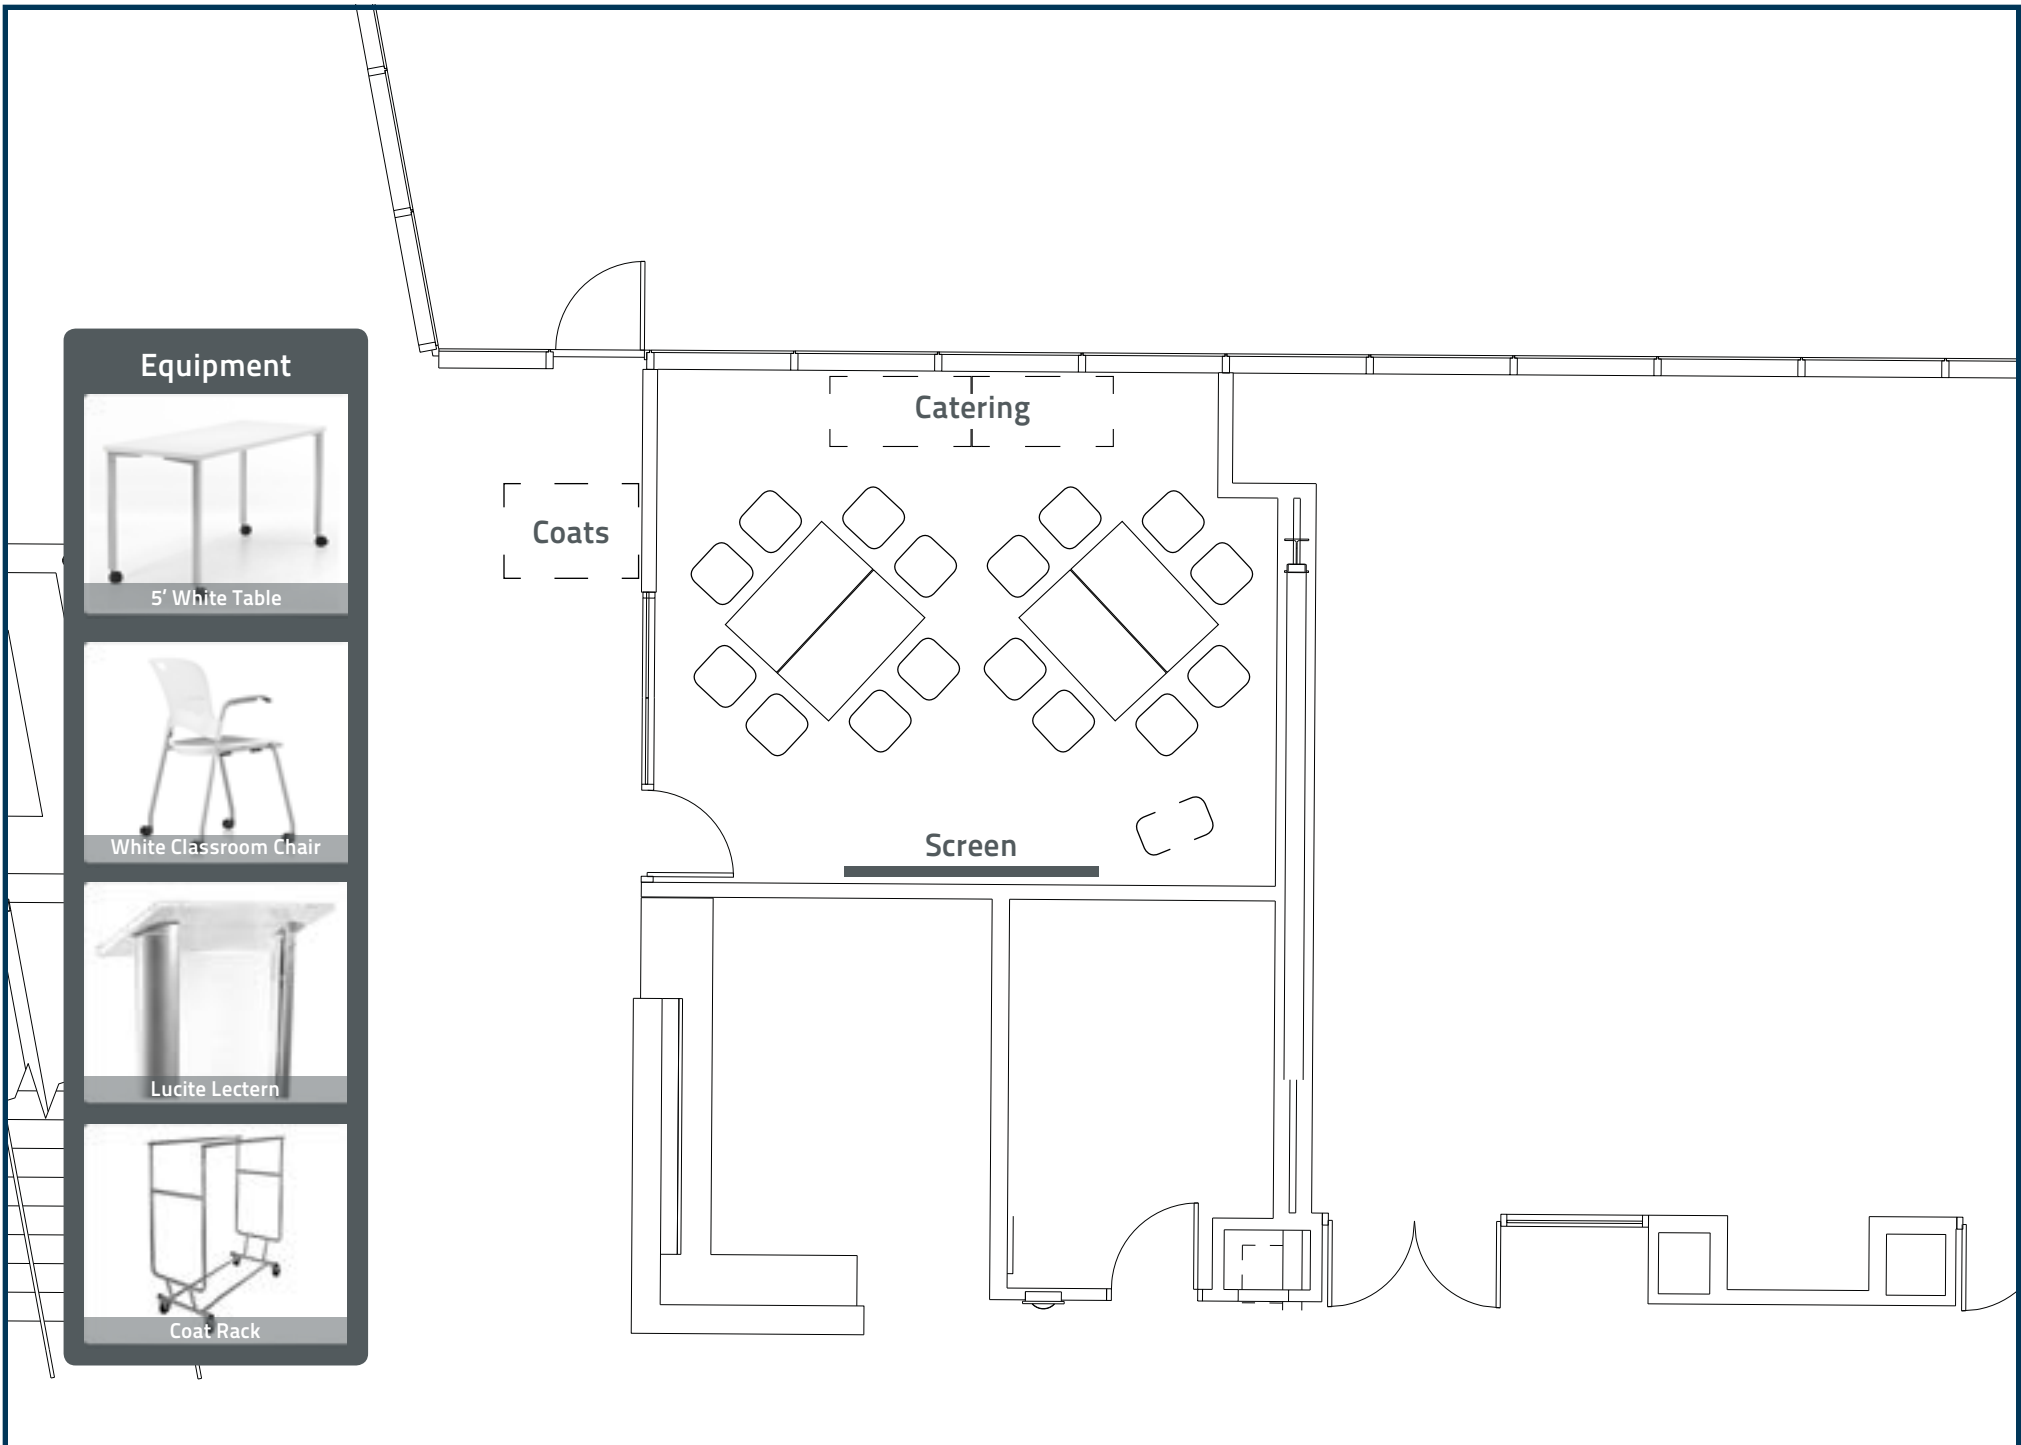 Equipment
5' White Table
White Classroom Chair
Lucite Lectern
Coat Rack
Catering
Coats
Screen